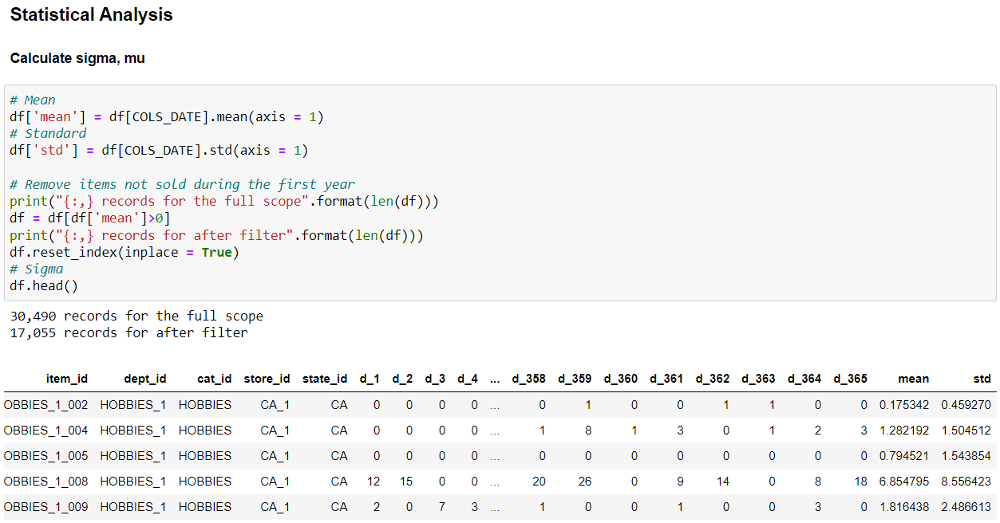 Statistical Analysis
Calculate sigma, mu
# Mean
df['mean'] = df[COLS_DATE].mean(axis = 1)
# Standard
df['std'] = df[COLS_DATE].std(axis = 1)
# Remove items not sold during the first year
print("{:,} records for the full scope".format(len(df)))
df = df[df['mean']>0]
print("{:,} records for after filter".format(len(df)))
df.reset_index(inplace = True)
# Sigma
df.head()
30,490 records for the full scope
17,055 records for after filter
item_id dept_id cat_id store_id state_id d_1 d_2 d_3 d_4 ... d_358 d_359 d_360 d_361 d_362 d_363 d_364 d_365 mean std
OBBIES_1_002 HOBBIES_1 HOBBIES CA_1 CA 0 0 0 0 ... 0 1 0 0 1 1 0 0 0.175342 0.459270
OBBIES_1_004 HOBBIES_1 HOBBIES CA_1 CA 0 0 0 0 ... 1 8 1 3 0 1 2 3 1.282192 1.504512
OBBIES_1_005 HOBBIES_1 HOBBIES CA_1 CA 0 0 0 0 ... 0 0 0 0 0 0 0 0 0.794521 1.543854
OBBIES_1_008 HOBBIES_1 HOBBIES CA_1 CA 12 15 0 0 ... 20 26 0 9 14 0 8 18 6.854795 8.556423
OBBIES_1_009 HOBBIES_1 HOBBIES CA_1 CA 2 0 7 3 ... 1 0 0 1 0 0 3 0 1.816438 2.486613